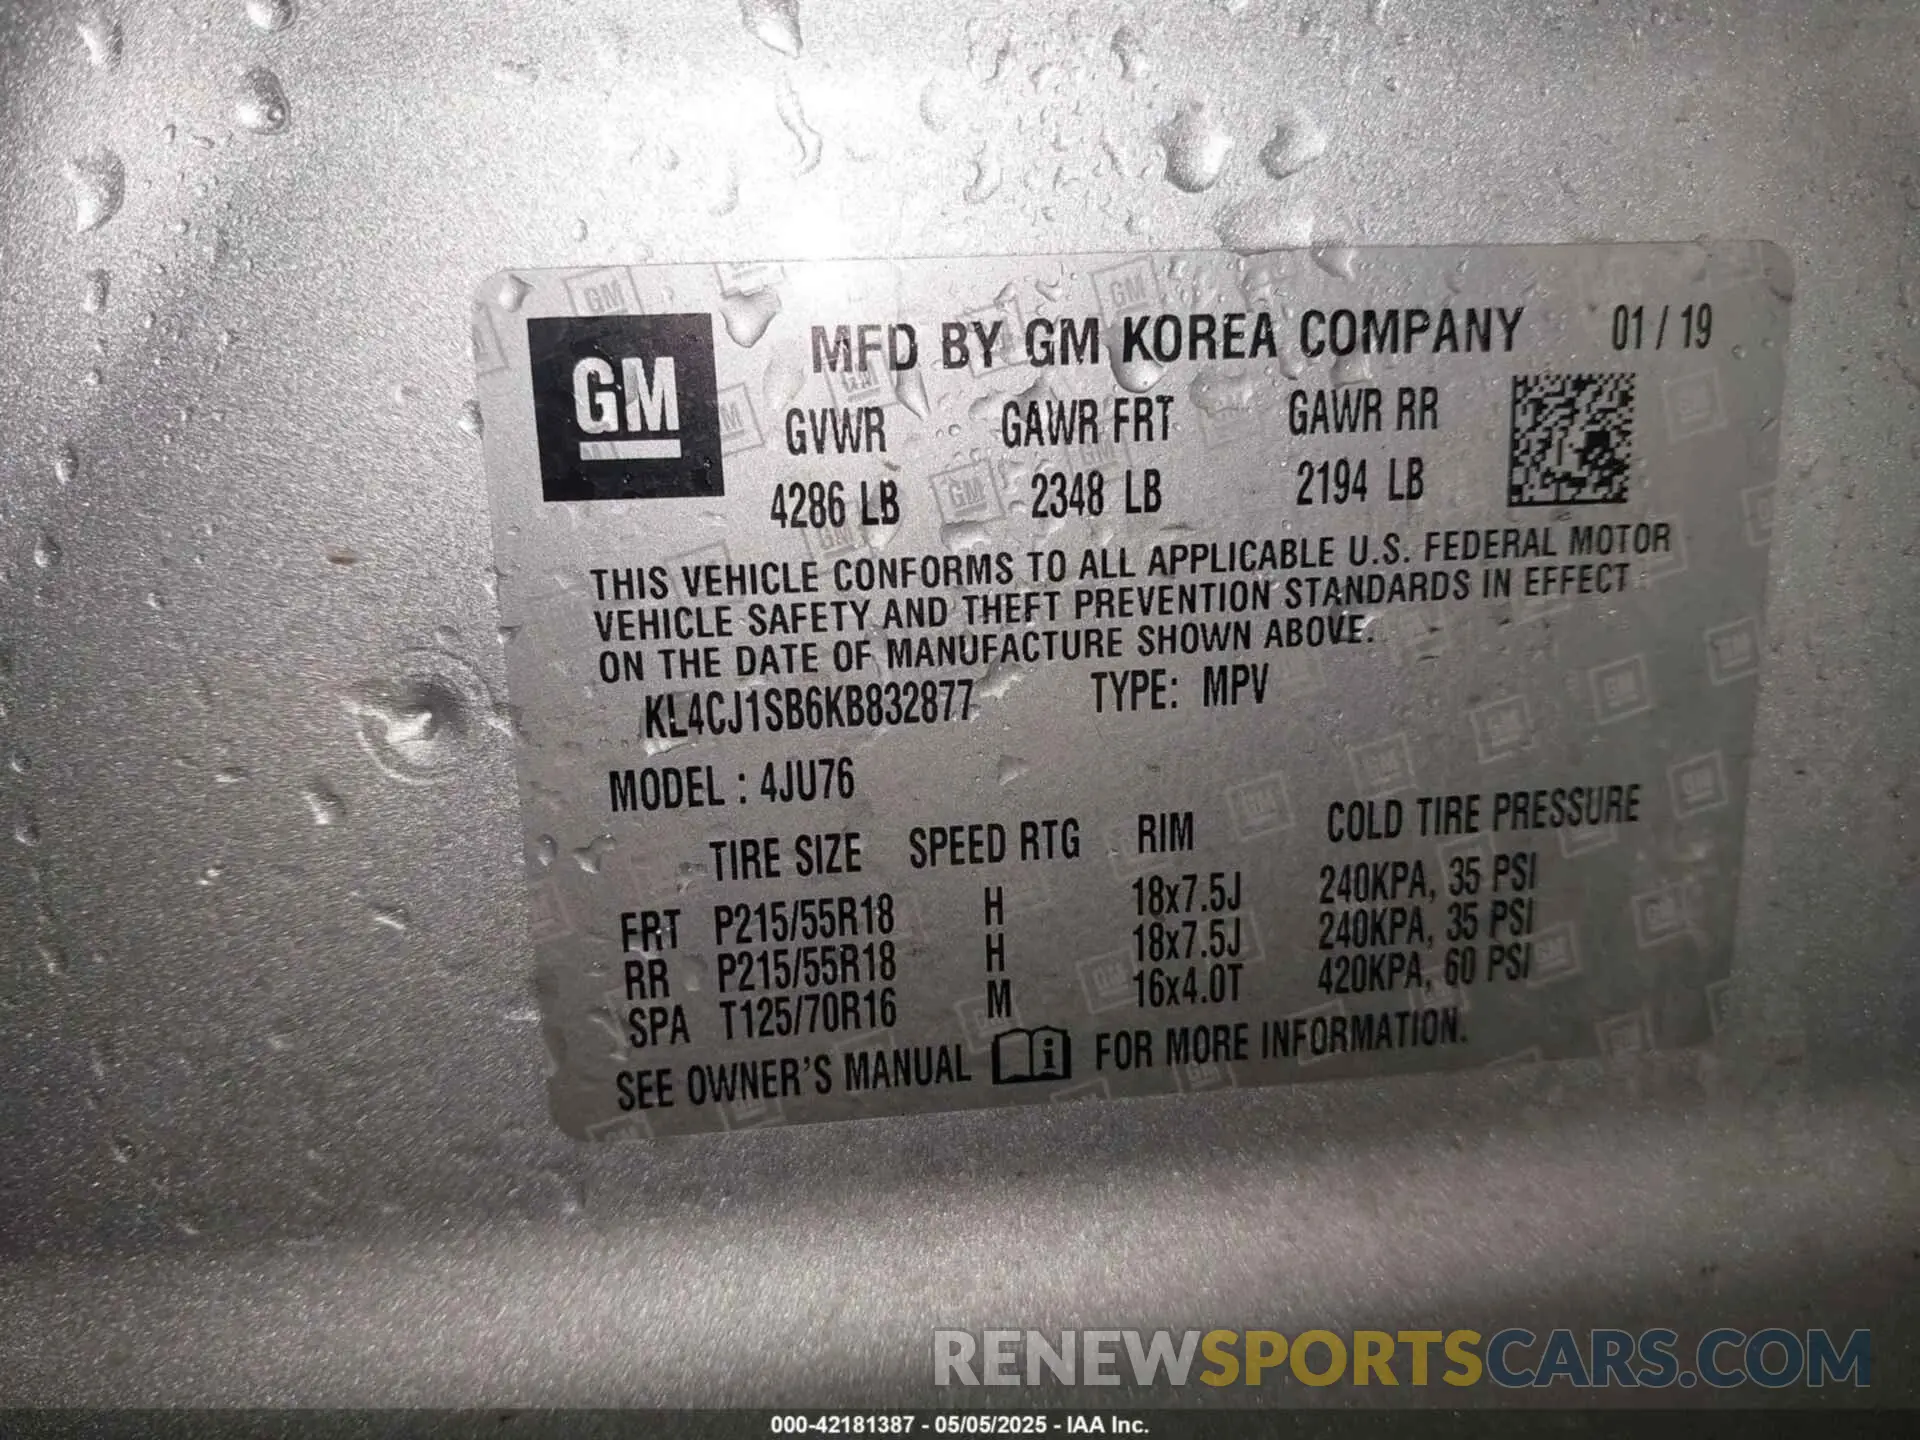 GM
MFD BY GM KOREA COMPANY 01 / 19
GVWR GAWR FRT GAWR RR
4286 LB 2348 LB 2194 LB
THIS VEHICLE CONFORMS TO ALL APPLICABLE U.S. FEDERAL MOTOR
VEHICLE SAFETY AND THEFT PREVENTION STANDARDS IN EFFECT
ON THE DATE OF MANUFACTURE SHOWN ABOVE.
KL4CJ1SB6KB832877 TYPE: MPV
MODEL : 4JU76
TIRE SIZE SPEED RTG RIM COLD TIRE PRESSURE
FRT P215/55R18 H 18x7.5J 240KPA, 35 PSI
RR P215/55R18 H 18x7.5J 240KPA, 35 PSI
SPA T125/70R16 M 16x4.0T 420KPA, 60 PSI
SEE OWNER'S MANUAL i FOR MORE INFORMATION.
RENEWSPORTSCARS.COM
000-42181387 - 05/05/2025 - IAA Inc.